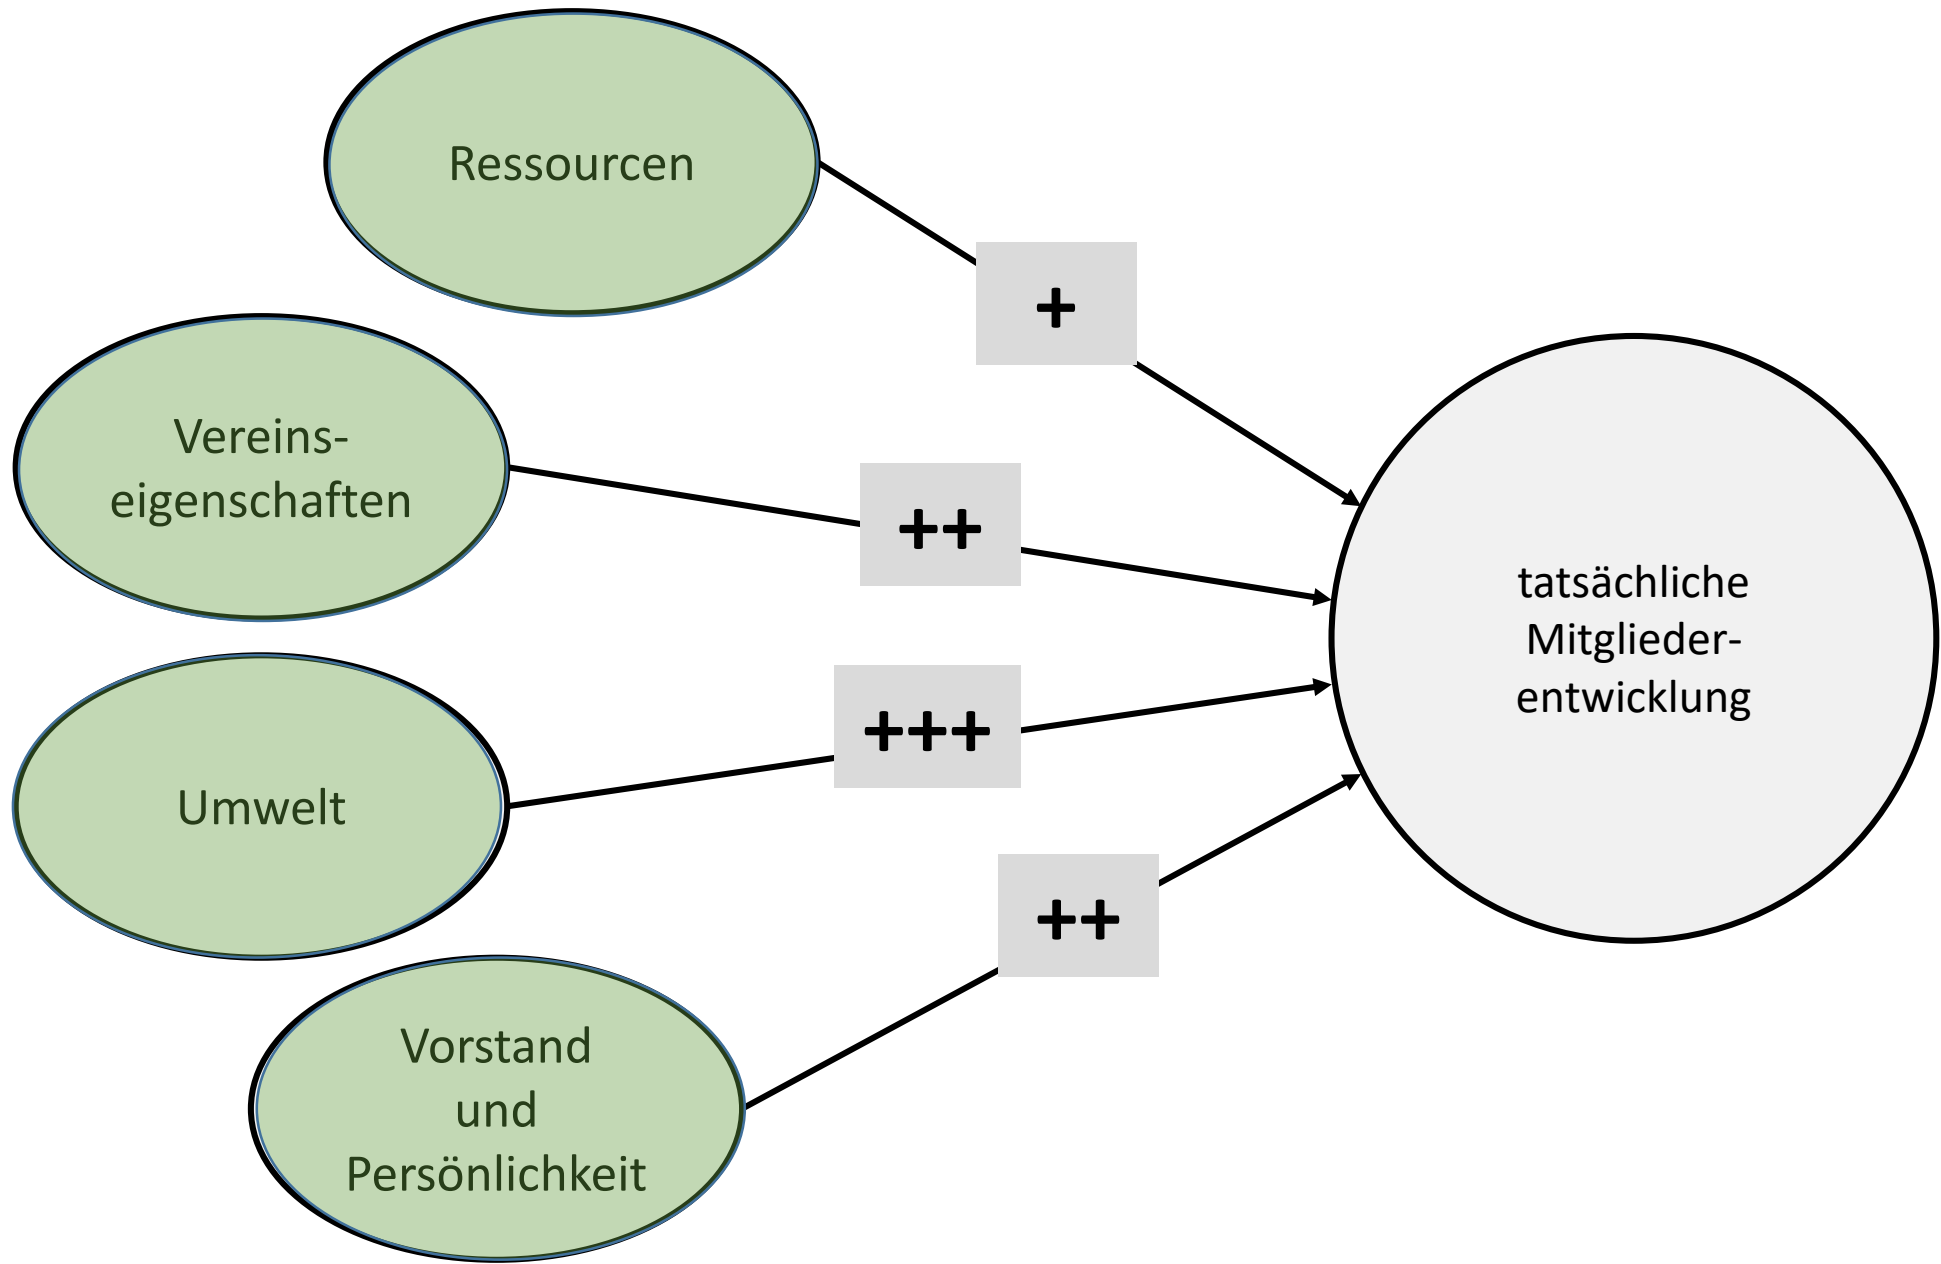 Ressourcen
+
Vereins-
eigenschaften
++
tatsächliche
Mitglieder-
entwicklung
+++
Umwelt
++
Vorstand
und
Persönlichkeit